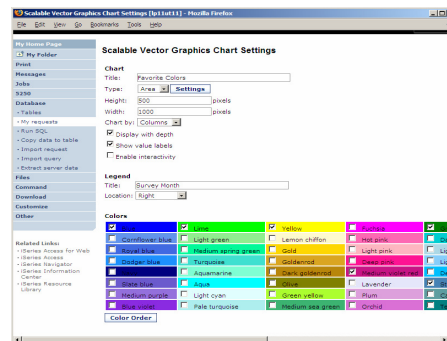 Scalable Vector Graphics Chart Settings [lp11ut11] - Mozilla Firefox
File Edit View Go Bookmarks Tools Help
My Home Page
My Folder
Print
Messages
Jobs
5250
Database
• Tables
• My requests
• Run SQL
• Copy data to table
• Import request
• Import query
• Extract server data
Files
Command
Download
Customize
Other
Related Links:
• iSeries Access for Web
• iSeries Access
• iSeries Navigator
• iSeries Information Center
• iSeries Resource Library
Scalable Vector Graphics Chart Settings
Chart
Title: Favorite Colors
Type: Area Settings
Height: 500 pixels
Width: 1000 pixels
Chart by: Columns
Display with depth
Show value labels
Enable interactivity
Legend
Title: Survey Month
Location: Right
Colors
Lime Yellow Fuchsia
Cornflower blue Light green Lemon chiffon Hot pink
Royal blue Medium spring green Gold Light pink
Dodger blue Turquoise Goldenrod Deep pink
Aquamarine Dark goldenrod Medium violet red
Slate blue Aqua Olive Lavender
Medium purple Light cyan Green yellow Plum
Blue violet Pale turquoise Medium sea green Orchid
Color Order